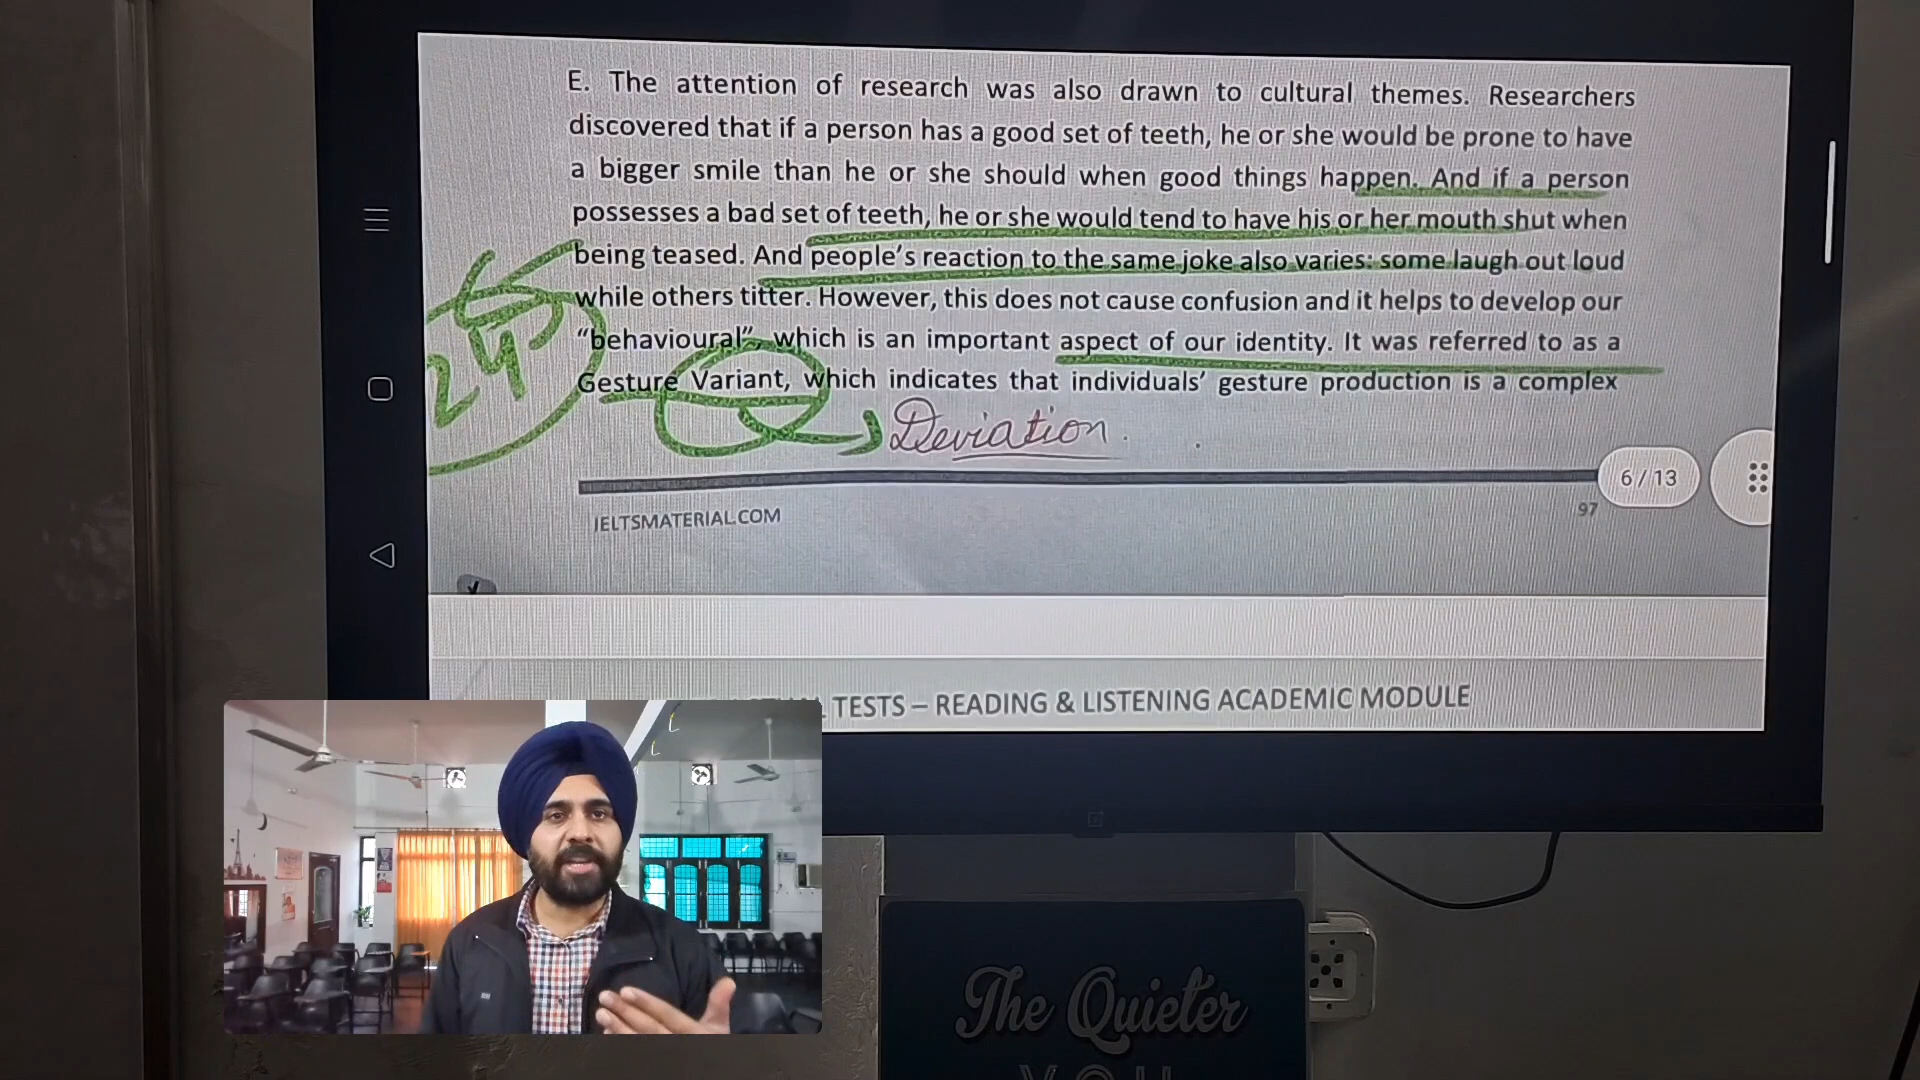 E. The attention of research was also drawn to cultural themes. Researchers
discovered that if a person has a good set of teeth, he or she would be prone to have
a bigger smile than he or she should when good things happen. And if a person
possesses a bad set of teeth, he or she would tend to have his or her mouth shut when
being teased. And people's reaction to the same joke also varies: some laugh out loud
while others titter. However, this does not cause confusion and it helps to develop our
"behavioural", which is an important aspect of our identity. It was referred to as a
Gesture Variant, which indicates that individuals' gesture production is a complex
24
Deviation.
6/13
97
IELTSMATERIAL.COM
TESTS – READING & LISTENING ACADEMIC MODULE
The Quieter
YOU